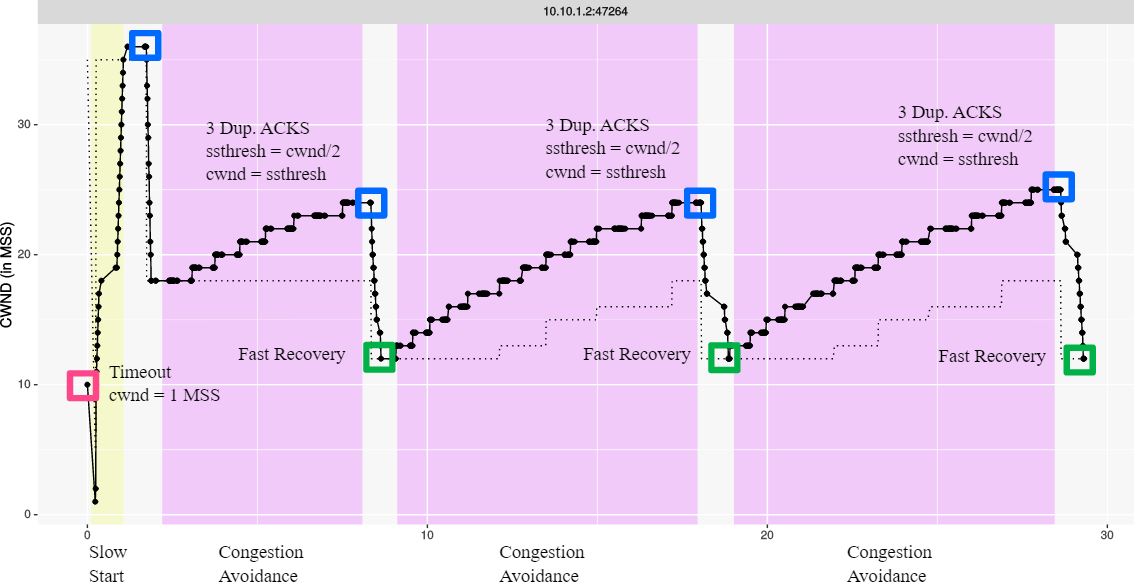 10.10.1.2:47264
CWND (in MSS)
30
20
10
0
3 Dup. ACKS
ssthresh = cwnd/2
cwnd = ssthresh
3 Dup. ACKS
ssthresh = cwnd/2
cwnd = ssthresh
3 Dup. ACKS
ssthresh = cwnd/2
cwnd = ssthresh
Fast Recovery
Fast Recovery
Fast Recovery
Timeout
cwnd = 1 MSS
0
10
20
30
Slow
Start
Congestion
Avoidance
Congestion
Avoidance
Congestion
Avoidance